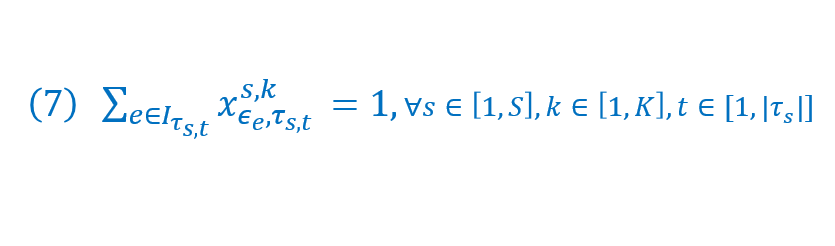 (7) ∑_{e∈I_{τ_{s,t}}} x^{s,k}_{ϵ_e,τ_{s,t}} = 1, ∀s ∈ [1, S], k ∈ [1, K], t ∈ [1, |τ_s|]